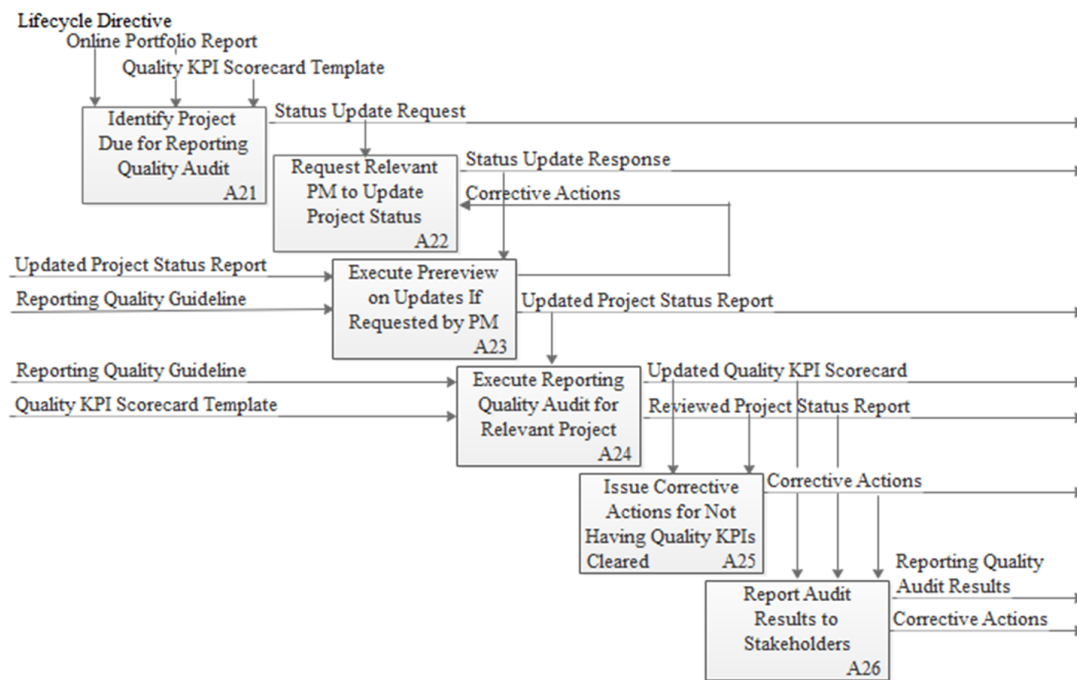 Lifecycle Directive
Online Portfolio Report
Quality KPI Scorecard Template
Identify Project
Due for Reporting
Quality Audit
A21
Status Update Request
Request Relevant
PM to Update
Project Status
A22
Status Update Response
Corrective Actions
Updated Project Status Report
Reporting Quality Guideline
Execute Prereview
on Updates If
Requested by PM
A23
Updated Project Status Report
Reporting Quality Guideline
Quality KPI Scorecard Template
Execute Reporting
Quality Audit for
Relevant Project
A24
Updated Quality KPI Scorecard
Reviewed Project Status Report
Issue Corrective
Actions for Not
Having Quality KPIs
Cleared A25
Corrective Actions
Report Audit
Results to
Stakeholders
A26
Reporting Quality
Audit Results
Corrective Actions